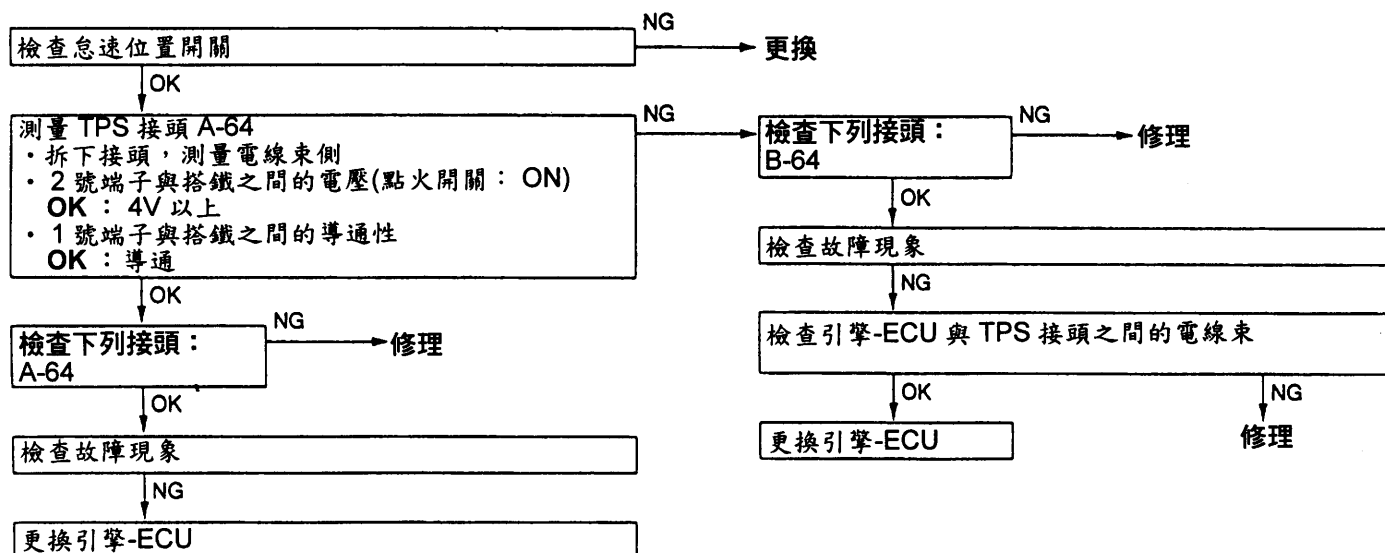 檢查怠速位置開關
NG
更換
OK
測量 TPS 接頭 A-64
・拆下接頭，測量電線束側
・2 號端子與搭鐵之間的電壓(點火開關： ON)
OK ： 4V 以上
・1 號端子與搭鐵之間的導通性
OK ：導通
NG
檢查下列接頭：
B-64
NG
修理
OK
檢查故障現象
NG
檢查引擎-ECU 與 TPS 接頭之間的電線束
OK
更換引擎-ECU
NG
修理
OK
檢查下列接頭：
A-64
NG
修理
OK
檢查故障現象
NG
更換引擎-ECU